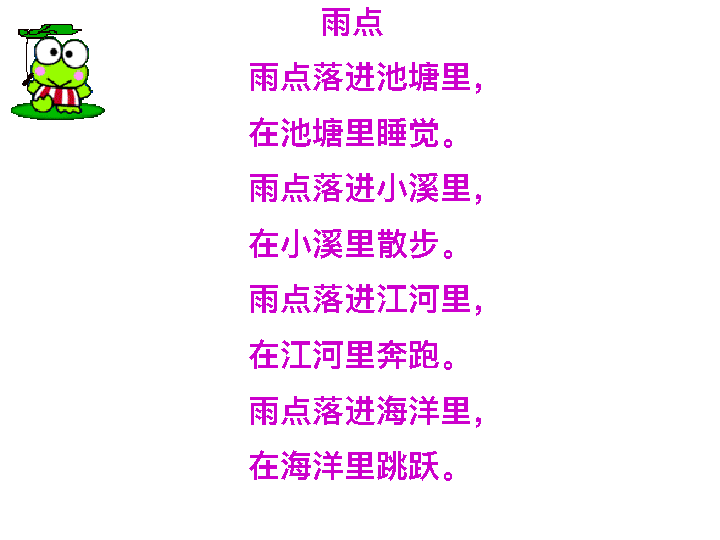 雨点
雨点落进池塘里，
在池塘里睡觉。
雨点落进小溪里，
在小溪里散步。
雨点落进江河里，
在江河里奔跑。
雨点落进海洋里，
在海洋里跳跃。